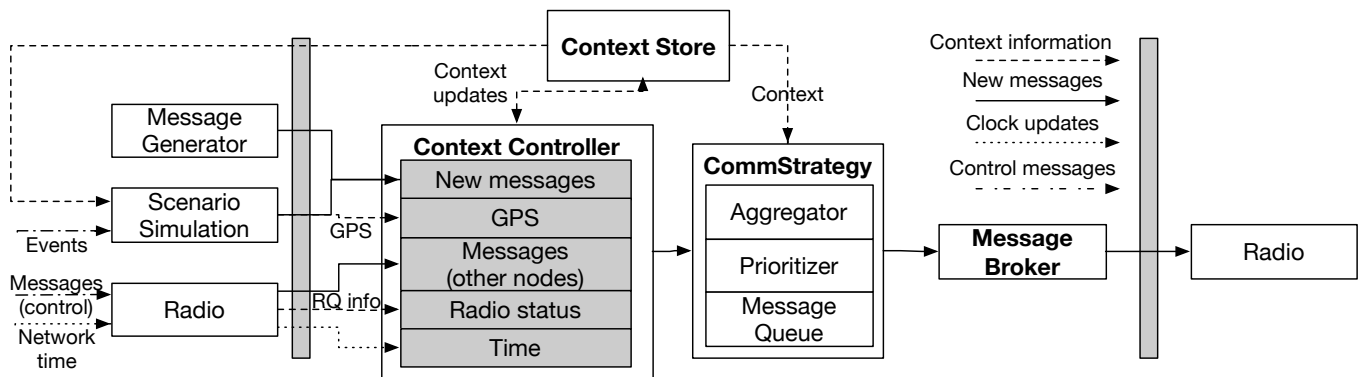 Context Store
Context
updates
Context
Context information
New messages
Clock updates
Control messages
Message
Generator
Scenario
Simulation
Events
GPS
Messages
(control)
Network
time
Radio
RQ info
Context Controller
New messages
GPS
Messages
(other nodes)
Radio status
Time
CommStrategy
Aggregator
Prioritizer
Message
Queue
Message
Broker
Radio